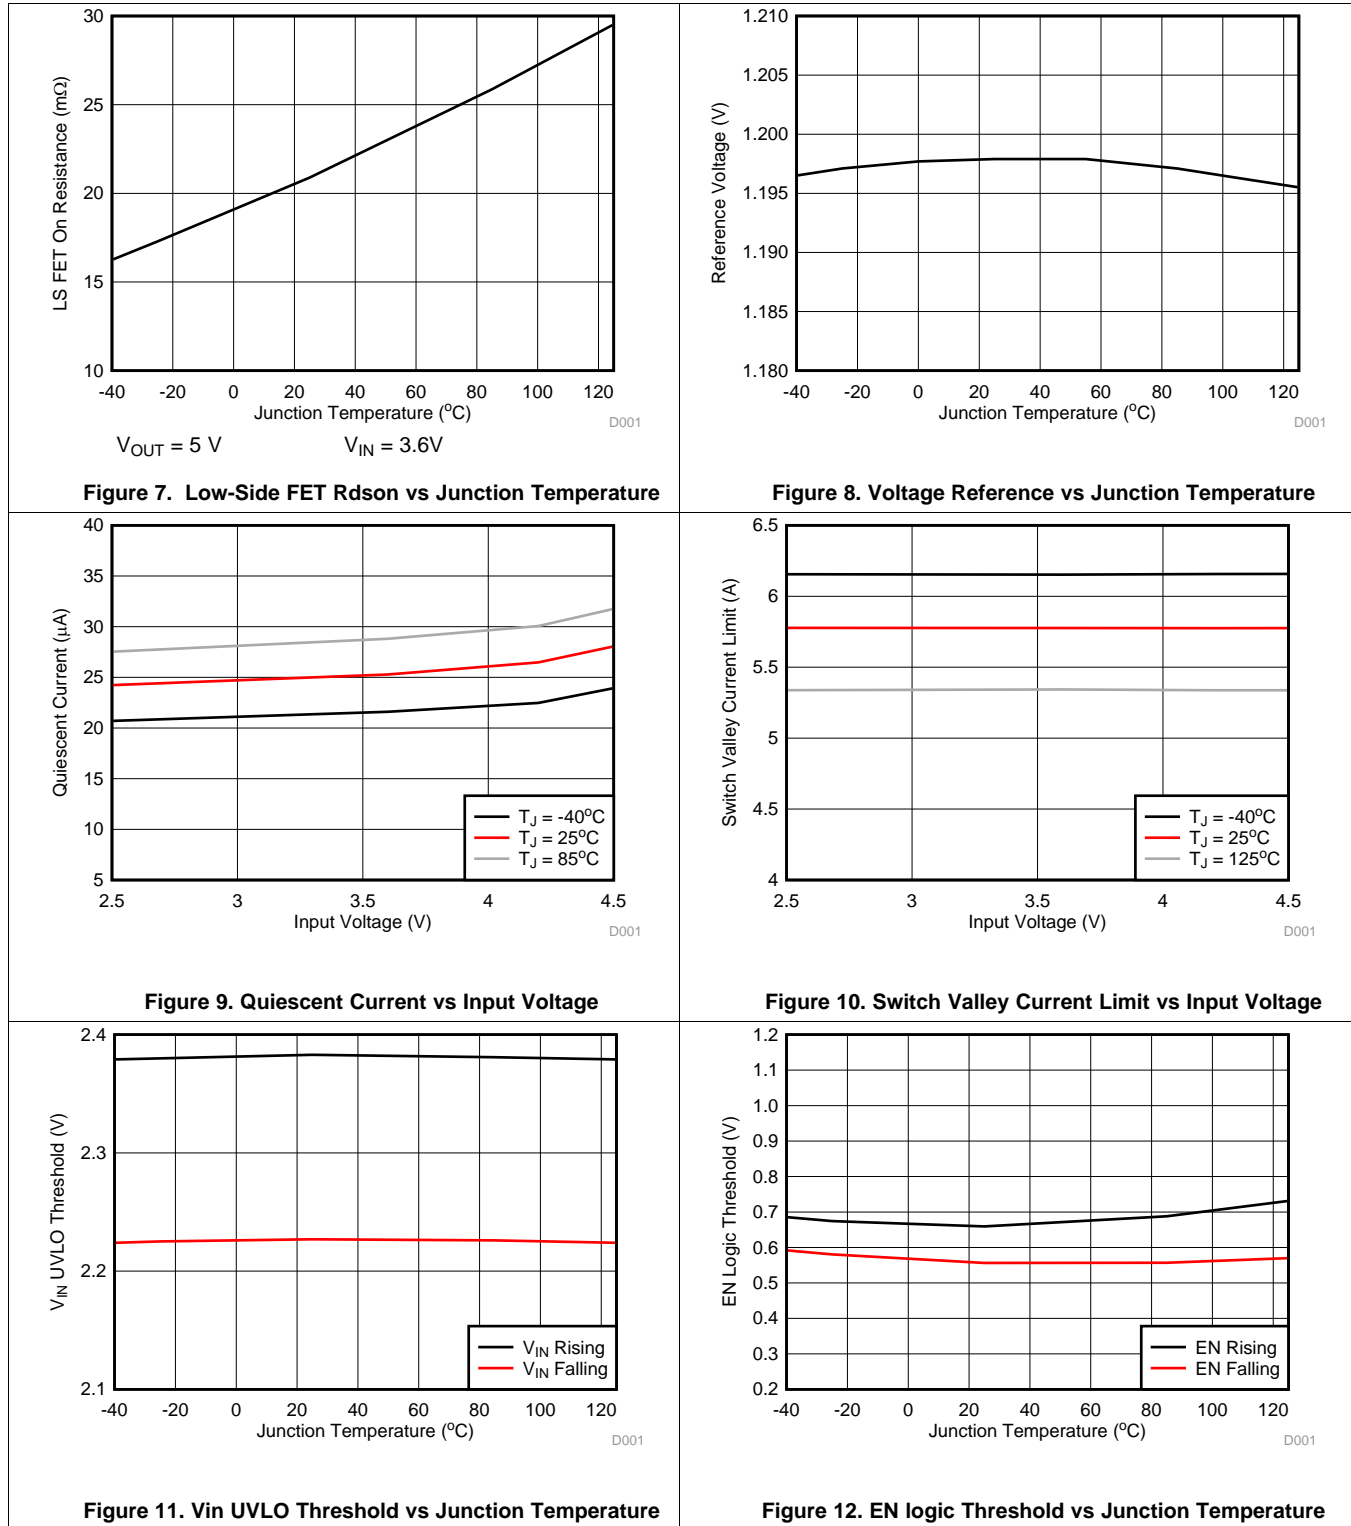 30
25
20
15
10
LS FET On Resistance (mΩ)
-40 -20 0 20 40 60 80 100 120
Junction Temperature (oC)
D001
VOUT = 5 V VIN = 3.6V
Figure 7. Low-Side FET Rdson vs Junction Temperature
1.210
1.205
1.200
1.195
1.190
1.185
1.180
Reference Voltage (V)
-40 -20 0 20 40 60 80 100 120
Junction Temperature (oC)
D001
Figure 8. Voltage Reference vs Junction Temperature
40
35
30
25
20
15
10
5
Quiescent Current (µA)
TJ = -40oC
TJ = 25oC
TJ = 85oC
2.5 3 3.5 4 4.5
Input Voltage (V)
D001
Figure 9. Quiescent Current vs Input Voltage
6.5
6
5.5
5
4.5
4
Switch Valley Current Limit (A)
TJ = -40oC
TJ = 25oC
TJ = 125oC
2.5 3 3.5 4 4.5
Input Voltage (V)
D001
Figure 10. Switch Valley Current Limit vs Input Voltage
2.4
2.3
2.2
2.1
VIN UVLO Threshold (V)
VIN Rising
VIN Falling
-40 -20 0 20 40 60 80 100 120
Junction Temperature (oC)
D001
Figure 11. Vin UVLO Threshold vs Junction Temperature
1.2
1.1
1.0
0.9
0.8
0.7
0.6
0.5
0.4
0.3
0.2
EN Logic Threshold (V)
EN Rising
EN Falling
-40 -20 0 20 40 60 80 100 120
Junction Temperature (oC)
D001
Figure 12. EN logic Threshold vs Junction Temperature